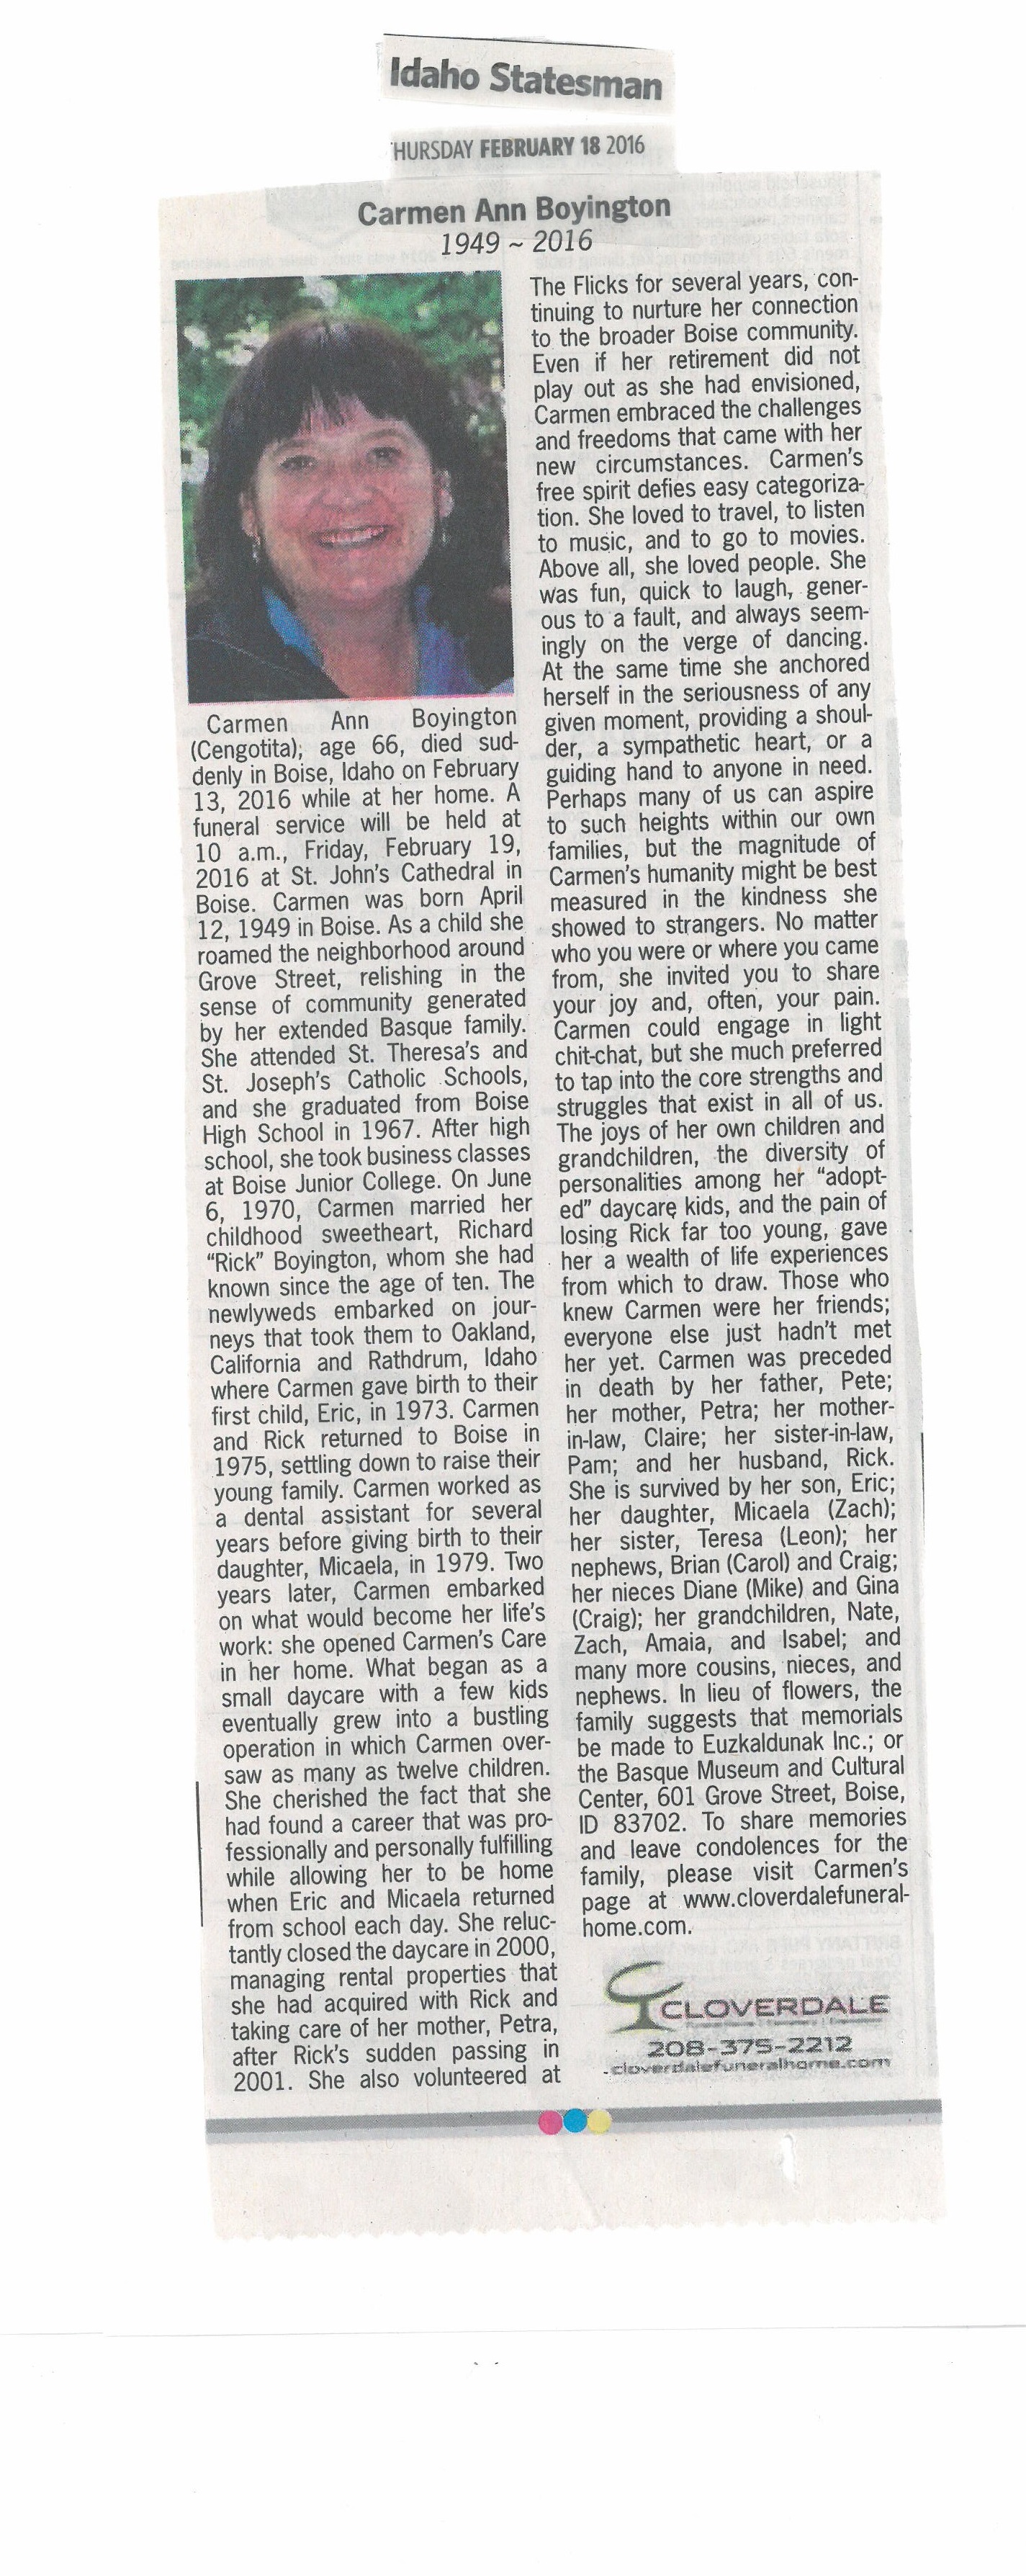 Idaho Statesman
HURSDAY FEBRUARY 18 2016
Carmen Ann Boyington
1949 ~ 2016
Carmen Ann Boyington
(Cengotita), age 66, died sud-
denly in Boise, Idaho on February
13, 2016 while at her home. A
funeral service will be held at
10 a.m., Friday, February 19,
2016 at St. John's Cathedral in
Boise. Carmen was born April
12, 1949 in Boise. As a child she
roamed the neighborhood around
Grove Street, relishing in the
sense of community generated
by her extended Basque family.
She attended St. Theresa's and
St. Joseph's Catholic Schools,
and she graduated from Boise
High School in 1967. After high
school, she took business classes
at Boise Junior College. On June
6, 1970, Carmen married her
childhood sweetheart, Richard
"Rick" Boyington, whom she had
known since the age of ten. The
newlyweds embarked on jour-
neys that took them to Oakland,
California and Rathdrum, Idaho
where Carmen gave birth to their
first child, Eric, in 1973. Carmen
and Rick returned to Boise in
1975, settling down to raise their
young family. Carmen worked as
a dental assistant for several
years before giving birth to their
daughter, Micaela, in 1979. Two
years later, Carmen embarked
on what would become her life's
work: she opened Carmen's Care
in her home. What began as a
small daycare with a few kids
eventually grew into a bustling
operation in which Carmen over-
saw as many as twelve children.
She cherished the fact that she
had found a career that was pro-
fessionally and personally fulfilling
while allowing her to be home
when Eric and Micaela returned
from school each day. She reluc-
tantly closed the daycare in 2000,
managing rental properties that
she had acquired with Rick and
taking care of her mother, Petra,
after Rick's sudden passing in
2001. She also volunteered at
The Flicks for several years, con-
tinuing to nurture her connection
to the broader Boise community.
Even if her retirement did not
play out as she had envisioned,
Carmen embraced the challenges
and freedoms that came with her
new circumstances. Carmen's
free spirit defies easy categoriza-
tion. She loved to travel, to listen
to music, and to go to movies.
Above all, she loved people. She
was fun, quick to laugh, gener-
ous to a fault, and always seem-
ingly on the verge of dancing.
At the same time she anchored
herself in the seriousness of any
given moment, providing a shoul-
der, a sympathetic heart, or a
guiding hand to anyone in need.
Perhaps many of us can aspire
to such heights within our own
families, but the magnitude of
Carmen's humanity might be best
measured in the kindness she
showed to strangers. No matter
who you were or where you came
from, she invited you to share
your joy and, often, your pain.
Carmen could engage in light
chit-chat, but she much preferred
to tap into the core strengths and
struggles that exist in all of us.
The joys of her own children and
grandchildren, the diversity of
personalities among her "adopt-
ed" daycare kids, and the pain of
losing Rick far too young, gave
her a wealth of life experiences
from which to draw. Those who
knew Carmen were her friends;
everyone else just hadn't met
her yet. Carmen was preceded
in death by her father, Pete;
her mother, Petra; her mother-
in-law, Claire; her sister-in-law,
Pam; and her husband, Rick.
She is survived by her son, Eric;
her daughter, Micaela (Zach);
her sister, Teresa (Leon); her
nephews, Brian (Carol) and Craig;
her nieces Diane (Mike) and Gina
(Craig); her grandchildren, Nate,
Zach, Amaia, and Isabel; and
many more cousins, nieces, and
nephews. In lieu of flowers, the
family suggests that memorials
be made to Euzkaldunak Inc.; or
the Basque Museum and Cultural
Center, 601 Grove Street, Boise,
ID 83702. To share memories
and leave condolences for the
family, please visit Carmen's
page at www.cloverdalefuneral-
home.com.
CLOVERDALE
208-375-2212
cloverdalefuneralhome.com